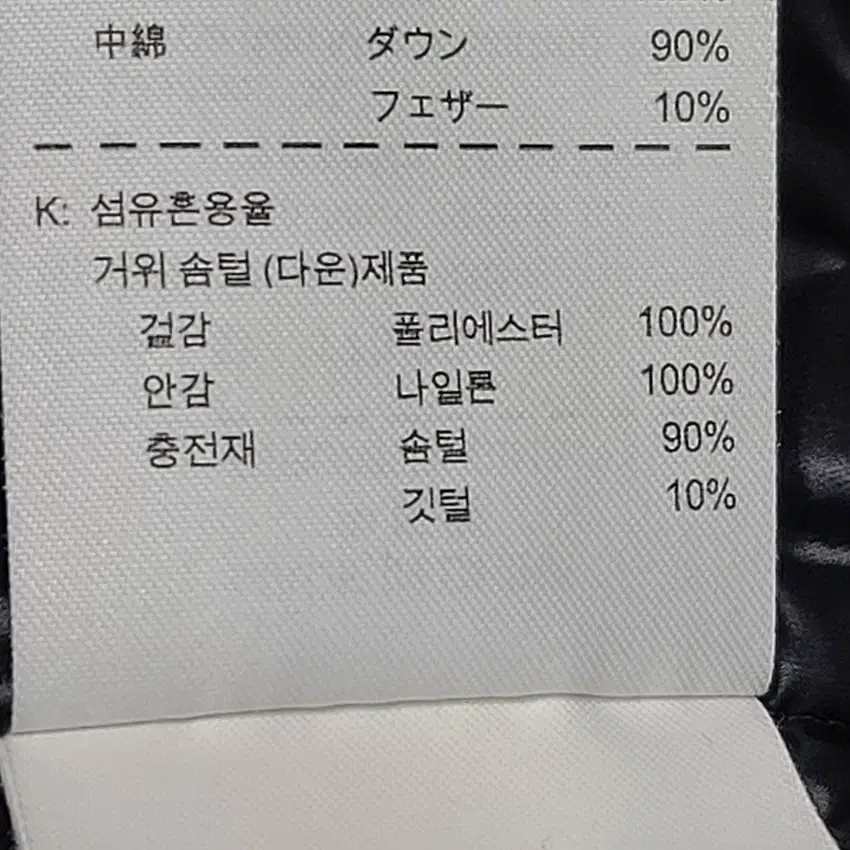 中綿 ダウン 90%
フェザー 10%
K: 섬유혼용율
거위 솜털 (다운)제품
겉감 폴리에스터 100%
안감 나일론 100%
충전재 솜털 90%
깃털 10%